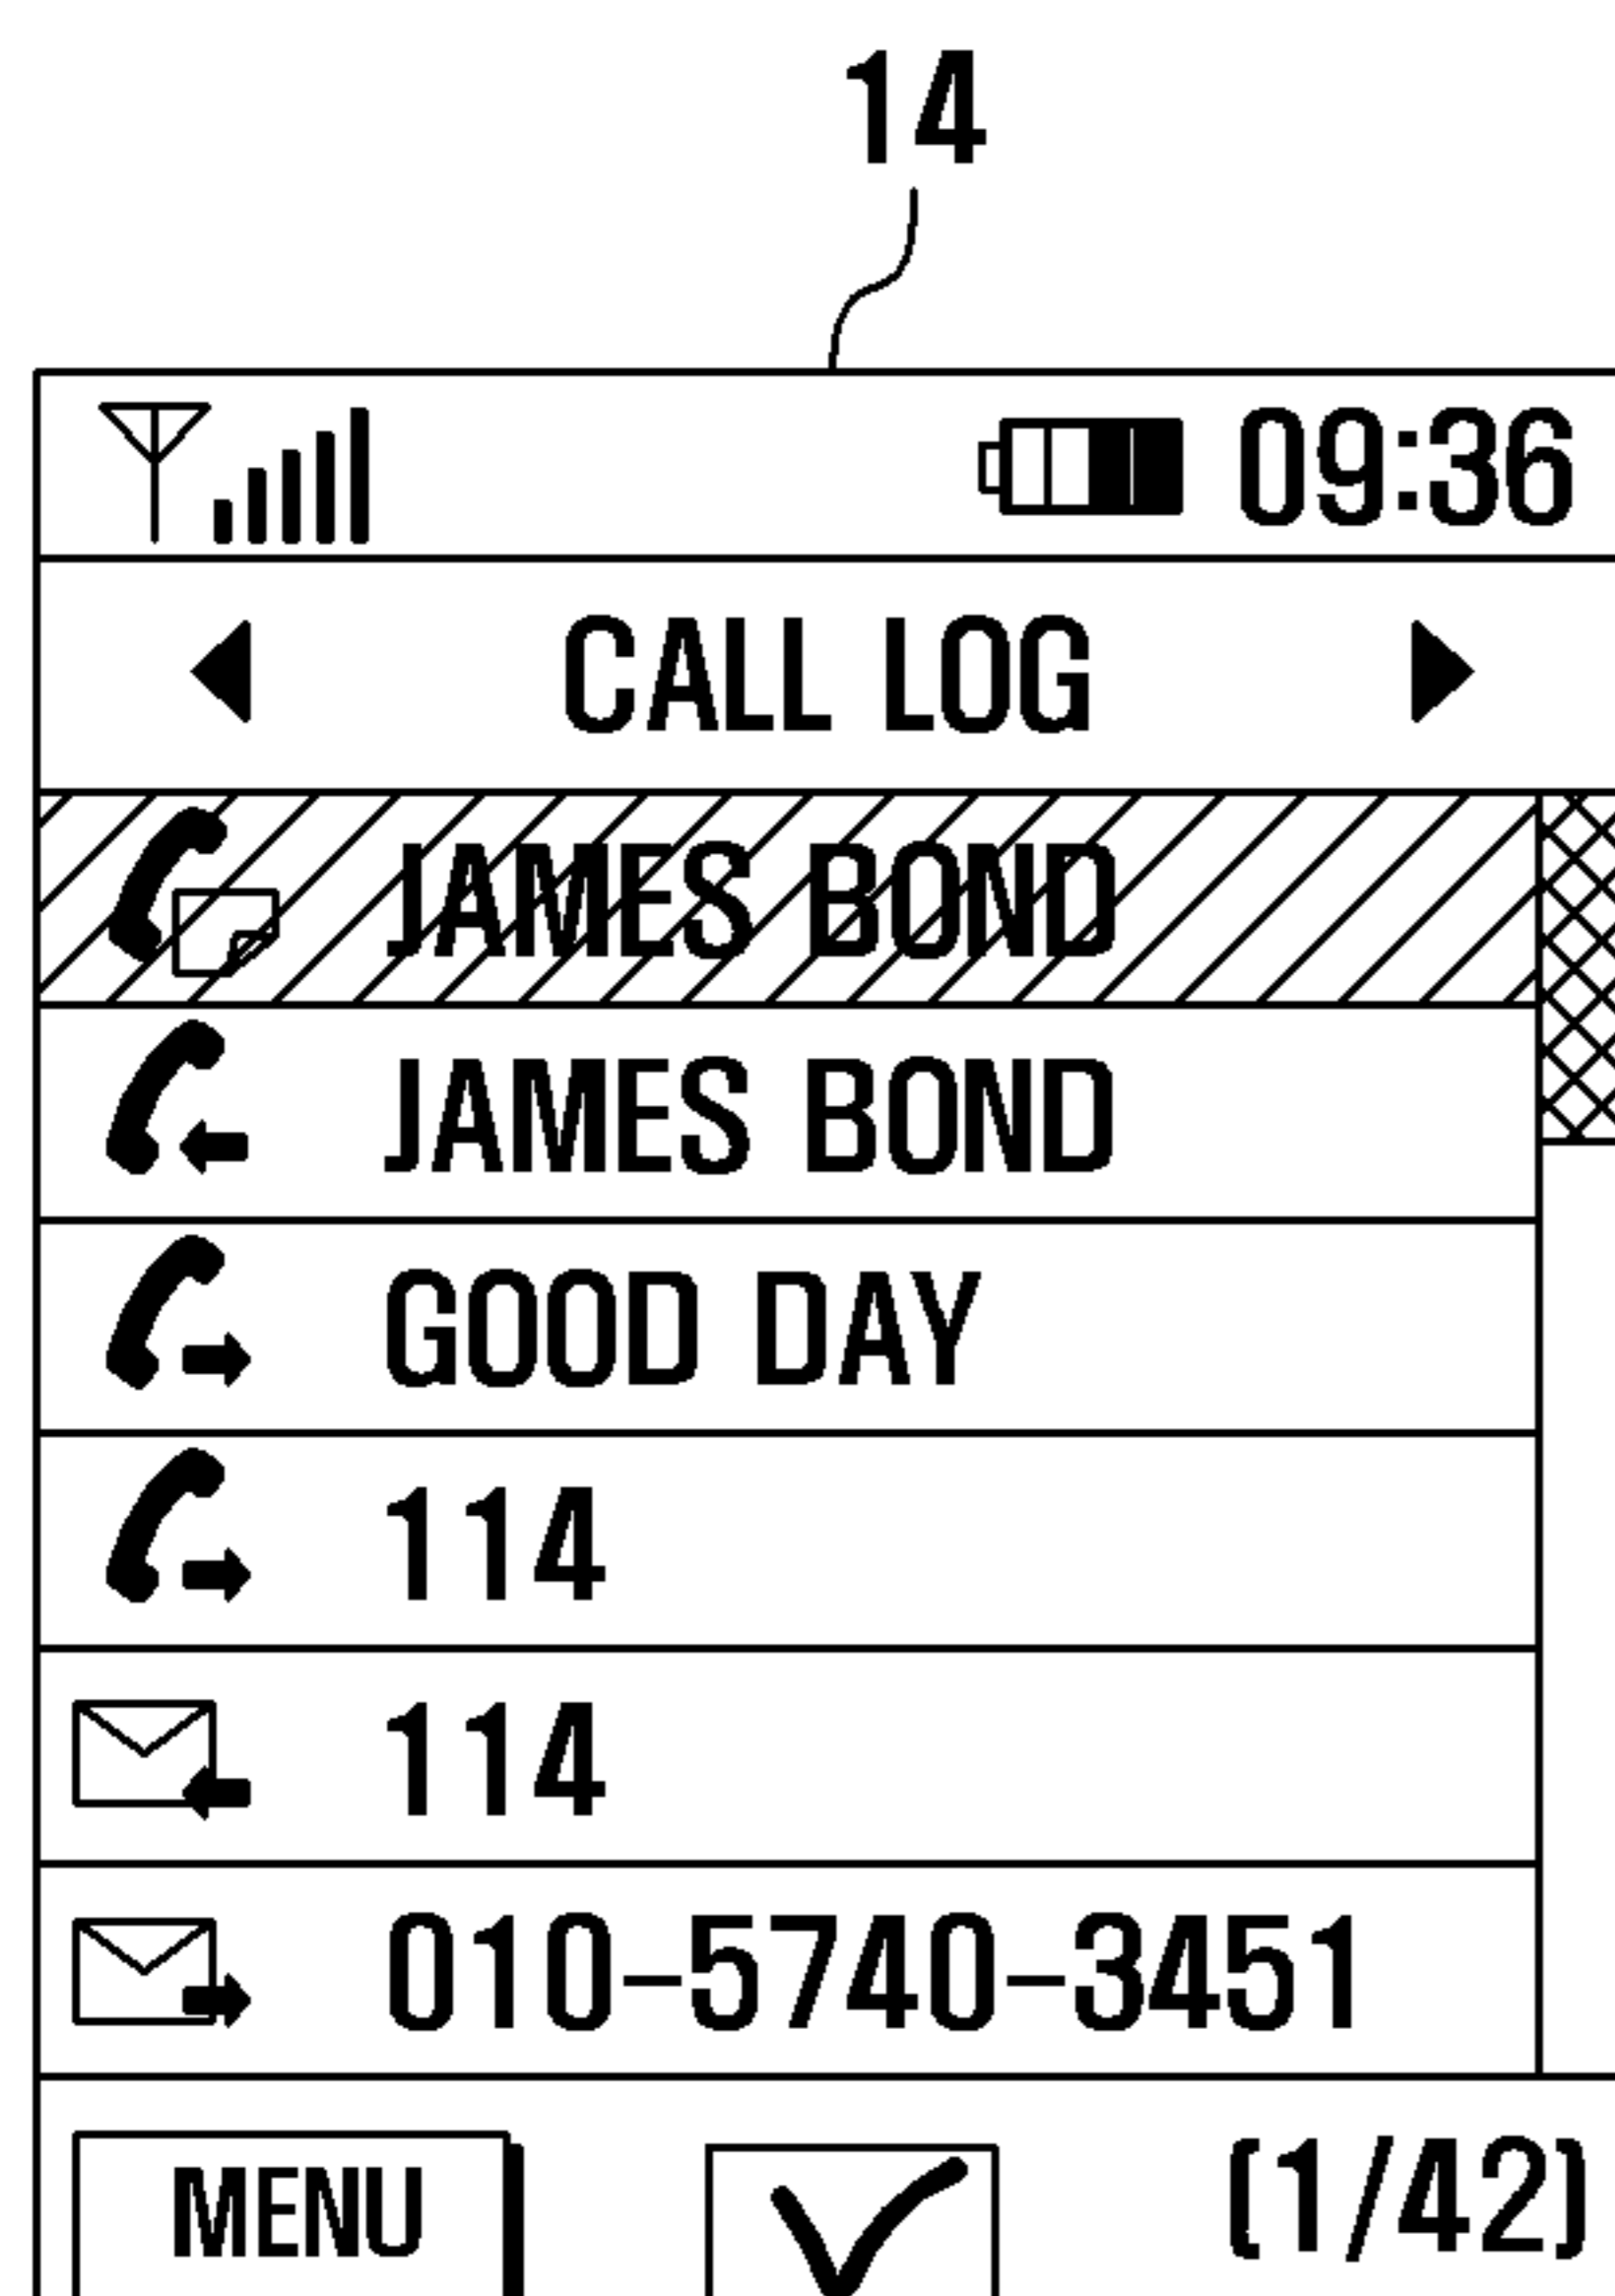 14
09:36
CALL LOG
JAMES BOND
JAMES BOND
GOOD DAY
114
114
010-5740-3451
MENU (1/42)